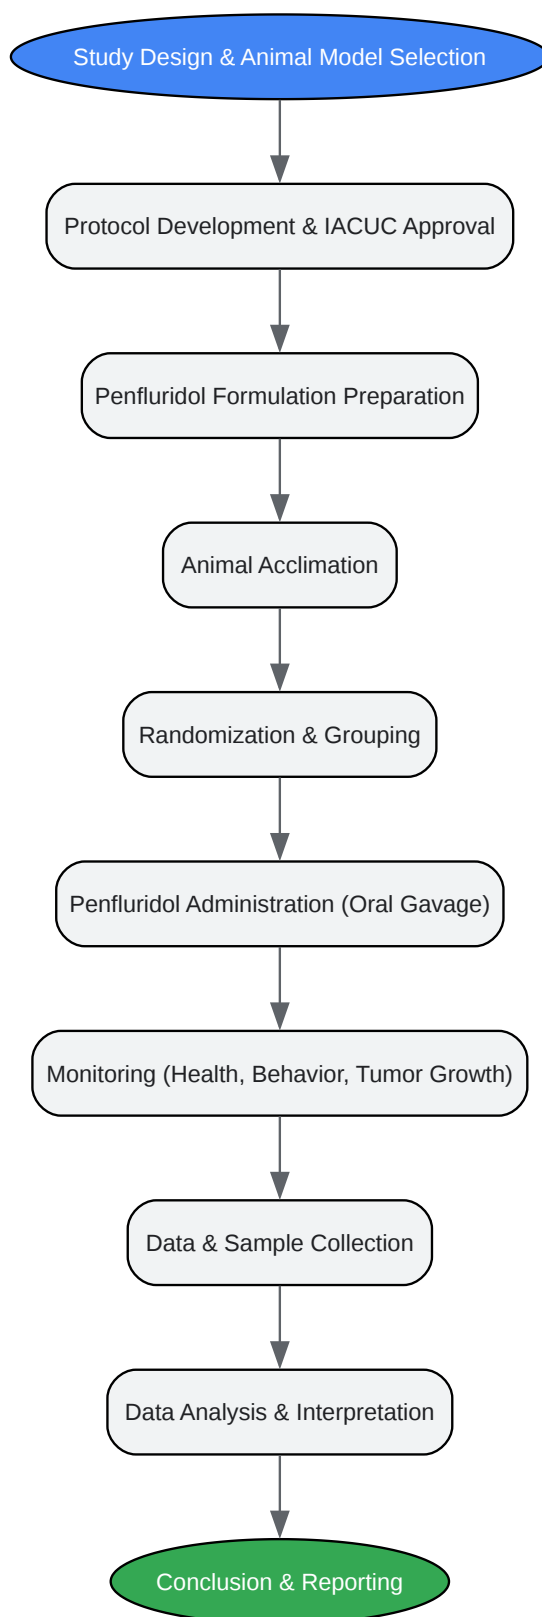 Study Design & Animal Model Selection
Protocol Development & IACUC Approval
Penfluridol Formulation Preparation
Animal Acclimation
Randomization & Grouping
Penfluridol Administration (Oral Gavage)
Monitoring (Health, Behavior, Tumor Growth)
Data & Sample Collection
Data Analysis & Interpretation
Conclusion & Reporting